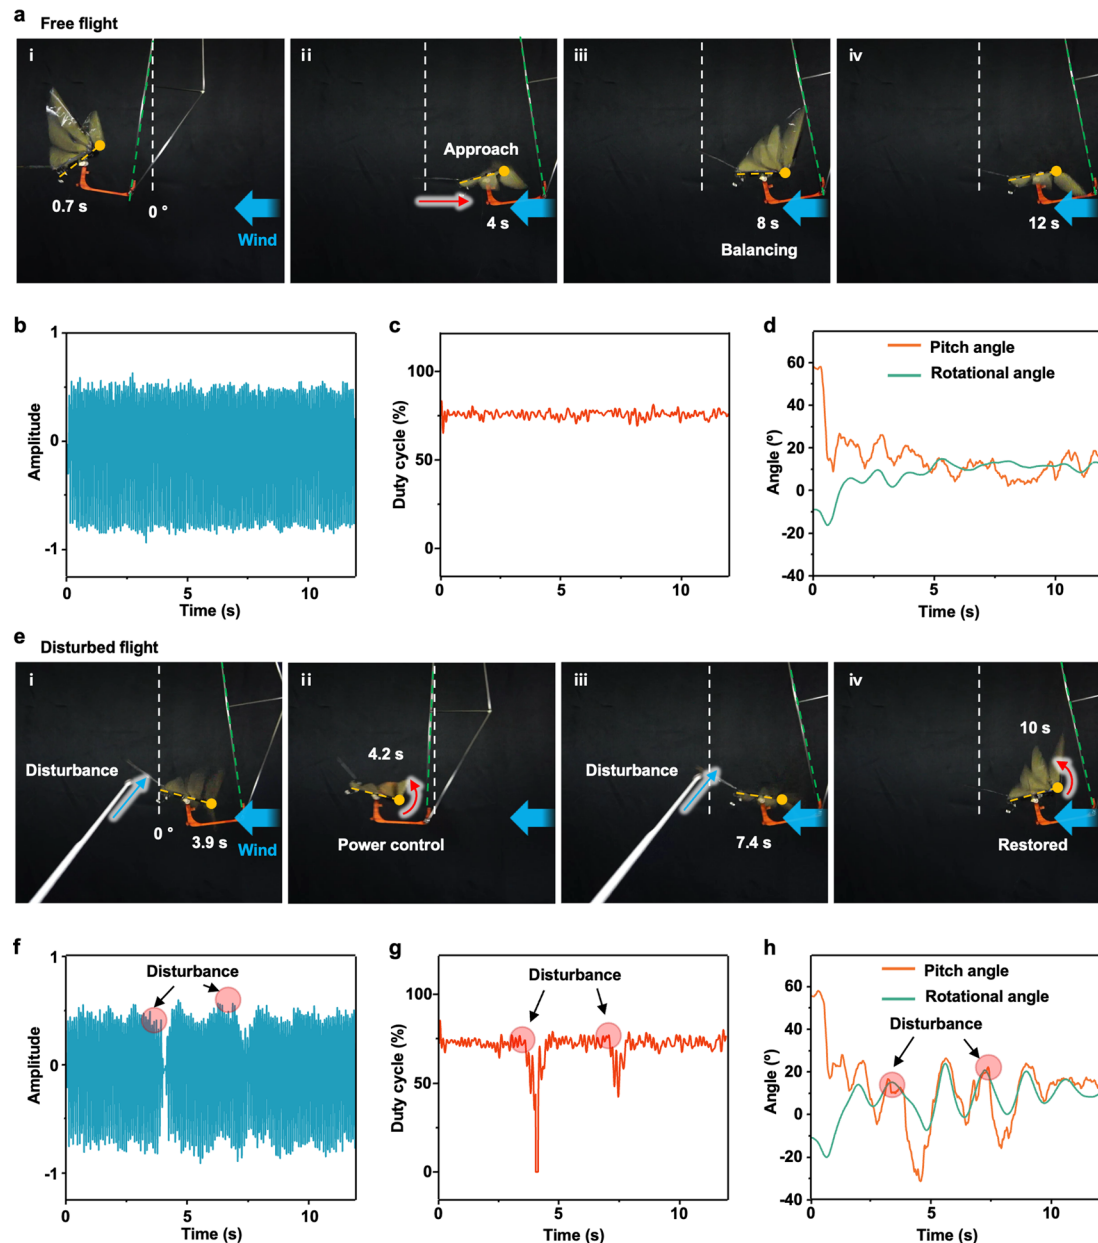 a Free flight
i
ii
iii
iv
Approach
0.7 s
0 °
Wind
4 s
8 s
Balancing
12 s
b
1
0
-1
Amplitude
0 5 10
Time (s)
c
100
50
0
Duty cycle (%)
0 5 10
Time (s)
d
60
40
20
0
-20
-40
Angle (º)
Pitch angle
Rotational angle
0 5 10
Time (s)
e Disturbed flight
i
ii
iii
iv
Disturbance
0 °
3.9 s
Wind
4.2 s
Power control
Disturbance
7.4 s
10 s
Restored
f
1
0
-1
Amplitude
Disturbance
0 5 10
Time (s)
g
100
50
0
Duty cycle (%)
Disturbance
0 5 10
Time (s)
h
60
40
20
0
-20
-40
Angle (º)
Pitch angle
Rotational angle
Disturbance
0 5 10
Time (s)